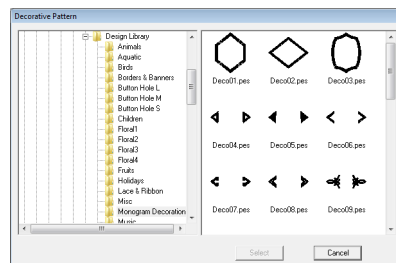 Decorative Pattern
Design Library
Animals
Aquatic
Birds
Borders & Banners
Button Hole L
Button Hole M
Button Hole S
Children
Floral1
Floral2
Floral3
Floral4
Fruits
Holidays
Lace & Ribbon
Misc
Monogram Decoration
Music
Deco01.pes Deco02.pes Deco03.pes
Deco04.pes Deco05.pes Deco06.pes
Deco07.pes Deco08.pes Deco09.pes
Select Cancel